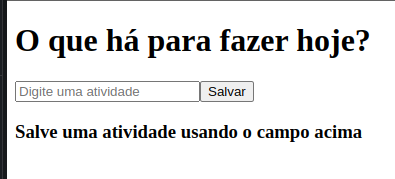 O que há para fazer hoje?
Digite uma atividade Salvar
Salve uma atividade usando o campo acima